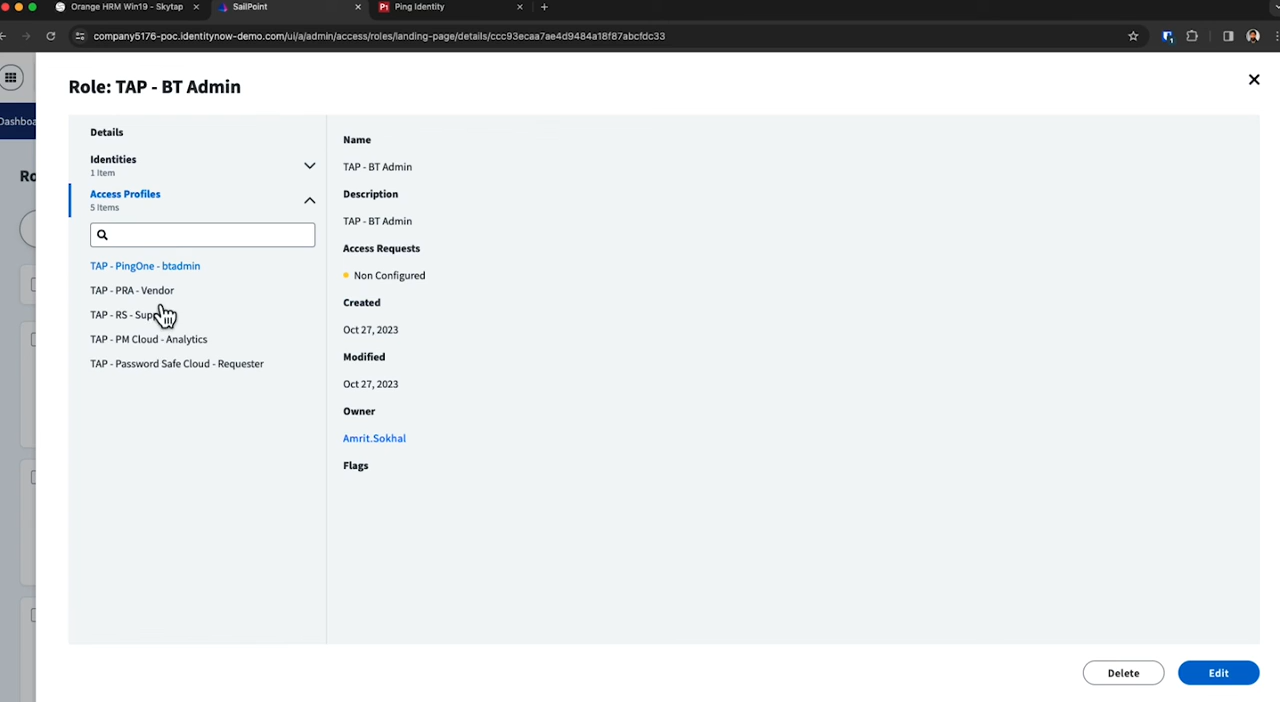 Orange HRM Win19 - Skytap
SailPoint
Ping Identity
company5176-poc.identitynow-demo.com/ui/a/admin/access/roles/landing-page/details/ccc93ecaa7ae4d9484a18f87abcfdc33
Role: TAP - BT Admin
Dashboa
Ro
Details
Identities
1 Item
Access Profiles
5 Items
TAP - PingOne - btadmin
TAP - PRA - Vendor
TAP - RS - Sup
TAP - PM Cloud - Analytics
TAP - Password Safe Cloud - Requester
Name
TAP - BT Admin
Description
TAP - BT Admin
Access Requests
Non Configured
Created
Oct 27, 2023
Modified
Oct 27, 2023
Owner
Amrit.Sokhal
Flags
Delete
Edit